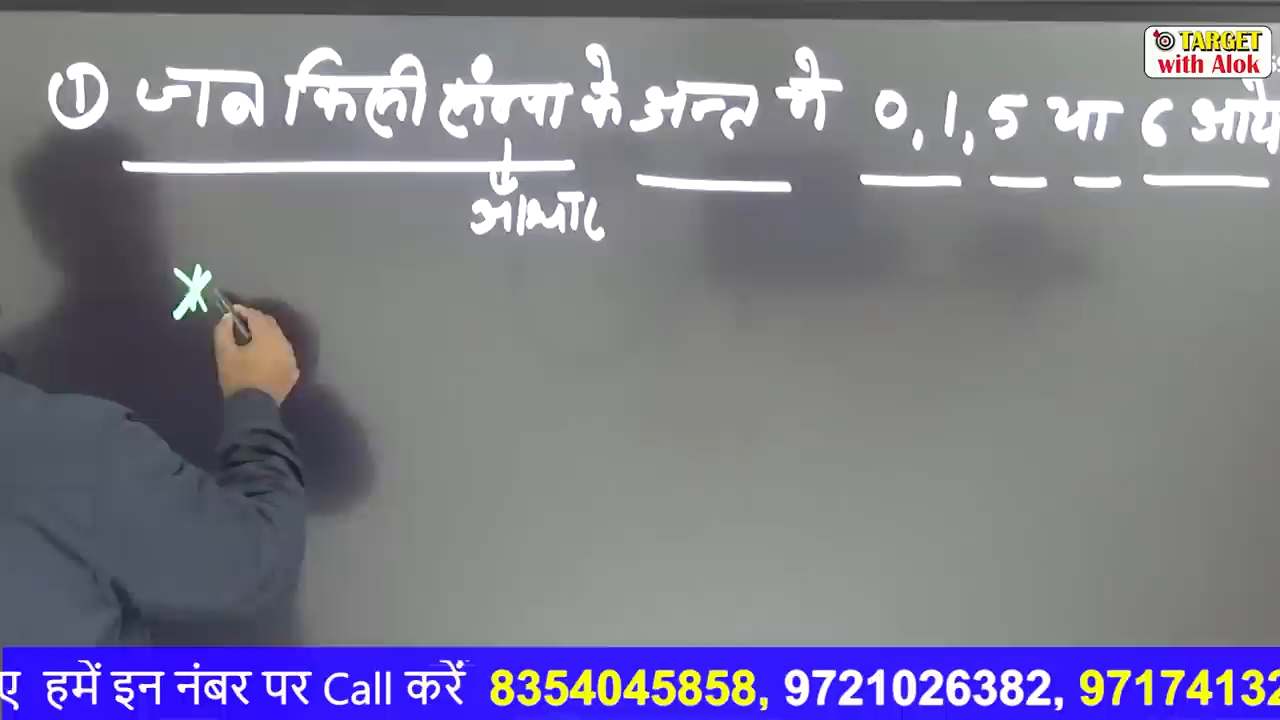 TARGET
with Alok
① जब किसी संख्या के अन्त में 0, 1, 5 या 6 आये
आधार
ए हमें इन नंबर पर Call करें 8354045858, 9721026382, 97174132